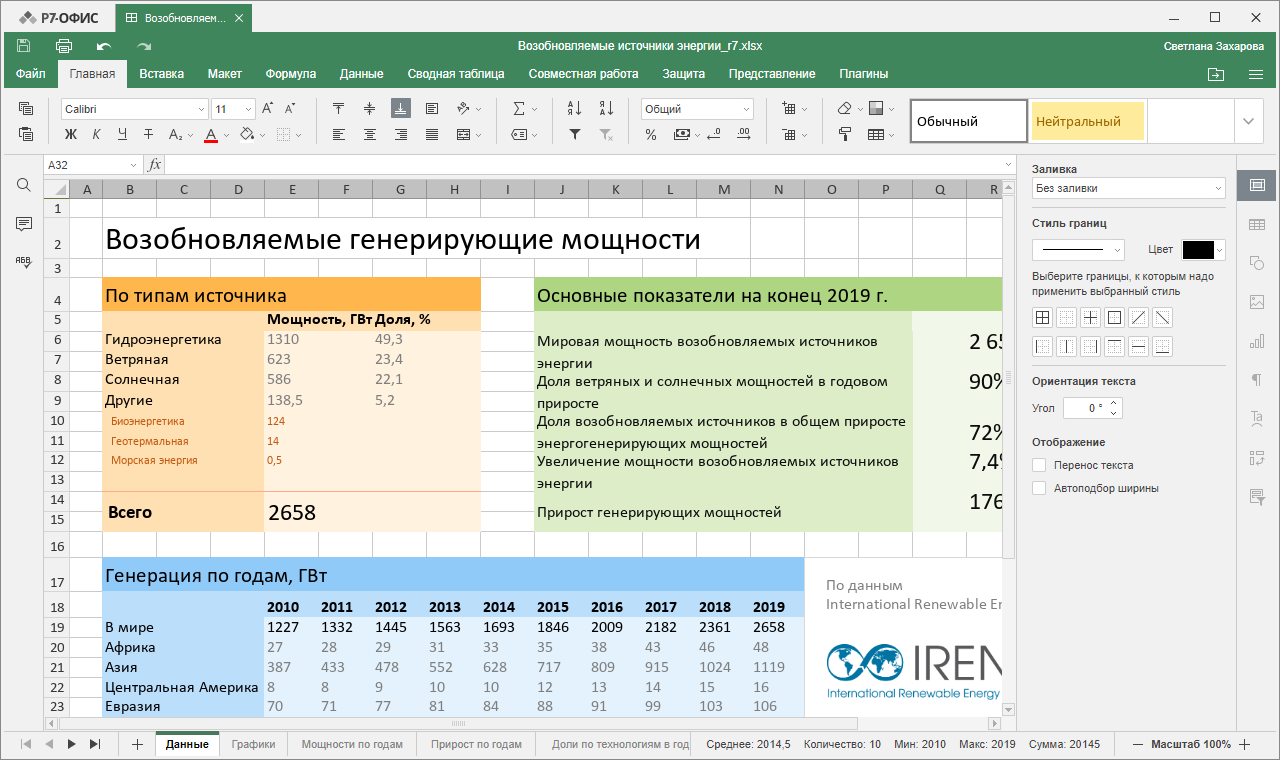 Р7-ОФИС
Возобновляем...
Возобновляемые источники энергии_r7.xlsx
Светлана Захарова
Файл Главная Вставка Макет Формула Данные Сводная таблица Совместная работа Защита Представление Плагины
Calibri 11 Общий
Обычный Нейтральный
A32 fx
A B C D E F G H I J K L M N O P Q R
1
2 Возобновляемые генерирующие мощности
3
4 По типам источника Основные показатели на конец 2019 г.
5 Мощность, ГВт Доля, %
6 Гидроэнергетика 1310 49,3 Мировая мощность возобновляемых источников энергии 2 65
7 Ветряная 623 23,4
8 Солнечная 586 22,1 Доля ветряных и солнечных мощностей в годовом приросте 90%
9 Другие 138,5 5,2
10 Биоэнергетика 124 Доля возобновляемых источников в общем приросте энергогенерирующих мощностей 72%
11 Геотермальная 14
12 Морская энергия 0,5 Увеличение мощности возобновляемых источников энергии 7,4%
13
14 Всего 2658 Прирост генерирующих мощностей 176
15
16
17 Генерация по годам, ГВт
18 2010 2011 2012 2013 2014 2015 2016 2017 2018 2019
19 В мире 1227 1332 1445 1563 1693 1846 2009 2182 2361 2658
20 Африка 27 28 29 31 33 35 38 43 46 48
21 Азия 387 433 478 552 628 717 809 915 1024 1119
22 Центральная Америка 8 8 9 10 10 12 13 14 15 16
23 Евразия 70 71 77 81 84 88 91 99 103 106
По данным
International Renewable Er
IREN
International Renewable Energy
Заливка
Без заливки
Стиль границ
Цвет
Выберите границы, к которым надо
применить выбранный стиль
Ориентация текста
Угол 0 °
Отображение
Перенос текста
Автоподбор ширины
Данные Графики Мощности по годам Прирост по годам Доли по технологиям в год
Среднее: 2014,5 Количество: 10 Мин: 2010 Макс: 2019 Сумма: 20145
Масштаб 100%